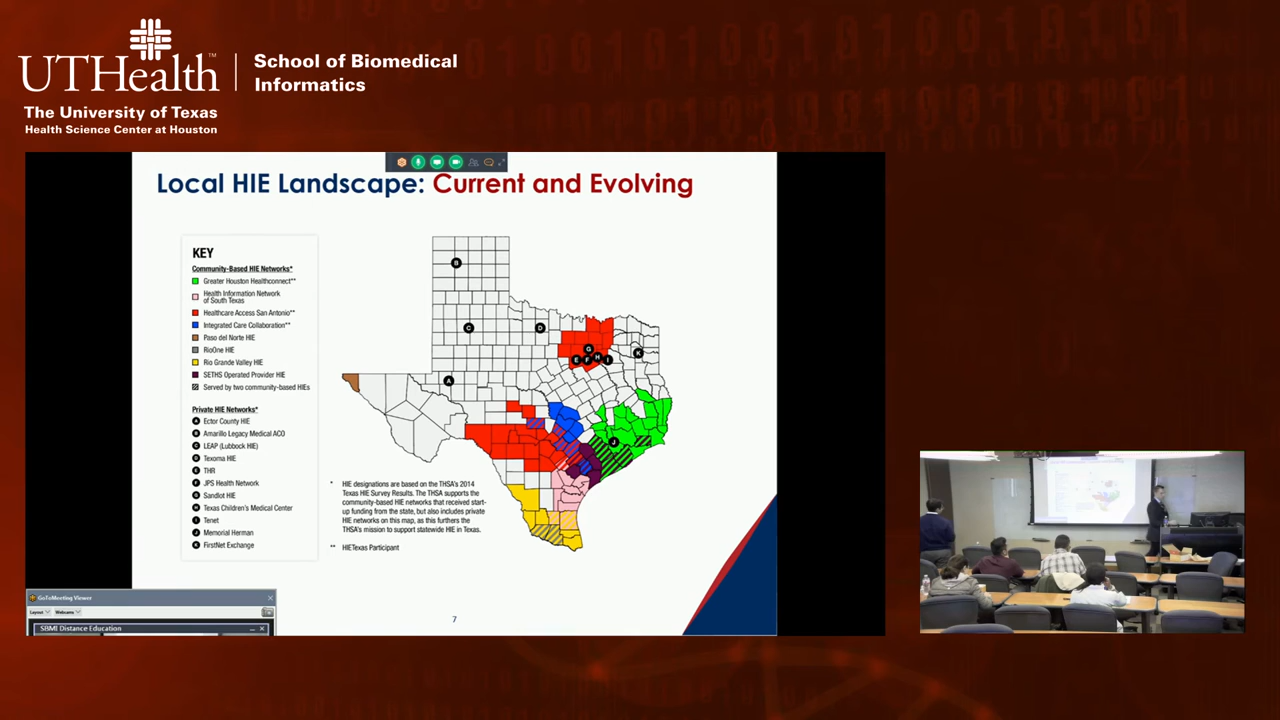 UTHealth™
School of Biomedical
Informatics
The University of Texas
Health Science Center at Houston
Local HIE Landscape: Current and Evolving
KEY
Community-Based HIE Networks*
Greater Houston Healthconnect**
Health Information Network
of South Texas
Healthcare Access San Antonio**
Integrated Care Collaboration**
Paso del Norte HIE
RioOne HIE
Rio Grande Valley HIE
SETHS Operated Provider HIE
Served by two community-based HIEs
Private HIE Networks*
A Ector County HIE
B Amarillo Legacy Medical ACO
C LEAP (Lubbock HIE)
D Texoma HIE
E THR
F JPS Health Network
G Sandlot HIE
H Texas Children's Medical Center
I Tenet
J Memorial Herman
K FirstNet Exchange
B
C
D
G
E
F
H
I
K
A
J
* HIE designations are based on the THSA's 2014
Texas HIE Survey Results. The THSA supports the
community-based HIE networks that received start-
up funding from the state, but also includes private
HIE networks on this map, as this furthers the
THSA's mission to support statewide HIE in Texas.
** HIETexas Participant
7
GoToMeeting Viewer
Layout
Webcams
SBMI Distance Education